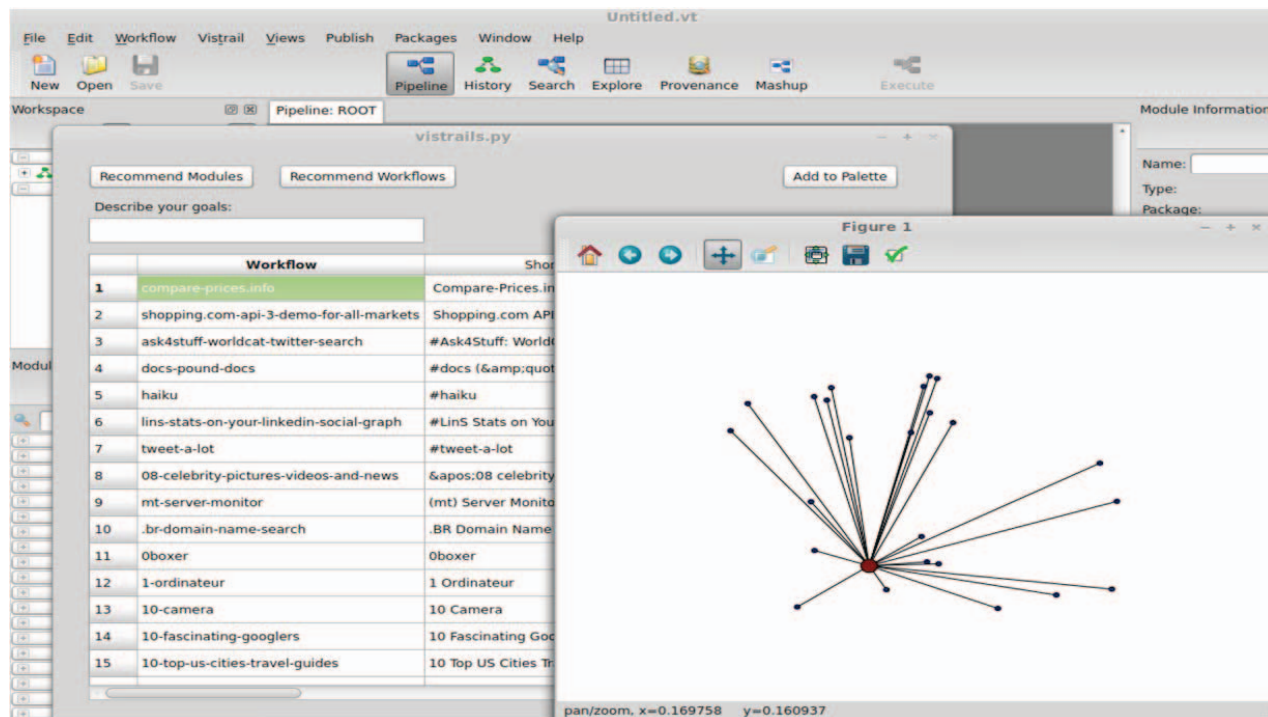 Untitled.vt
File Edit Workflow Vistrail Views Publish Packages Window Help
New Open Save Pipeline History Search Explore Provenance Mashup Execute
Workspace Pipeline: ROOT Module Information
vistrails.py
Name:
Recommend Modules Recommend Workflows Add to Palette
Type:
Describe your goals:
Package:
Figure 1
Workflow Shor
1 compare-prices.info Compare-Prices.in
2 shopping.com-api-3-demo-for-all-markets Shopping.com API
3 ask4stuff-worldcat-twitter-search #Ask4Stuff: World
Modul
4 docs-pound-docs #docs (&amp;quot
5 haiku #haiku
6 lins-stats-on-your-linkedin-social-graph #LinS Stats on You
7 tweet-a-lot #tweet-a-lot
8 08-celebrity-pictures-videos-and-news &apos;08 celebrity
9 mt-server-monitor (mt) Server Monito
10 .br-domain-name-search .BR Domain Name
11 0boxer 0boxer
12 1-ordinateur 1 Ordinateur
13 10-camera 10 Camera
14 10-fascinating-googlers 10 Fascinating Goo
15 10-top-us-cities-travel-guides 10 Top US Cities Tr
pan/zoom, x=0.169758 y=0.160937